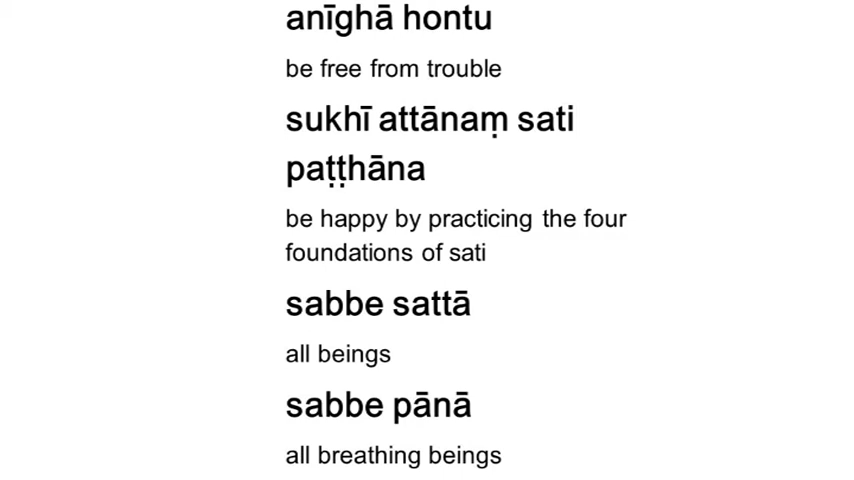 anīghā hontu
be free from trouble
sukhī attānaṃ sati
paṭṭhāna
be happy by practicing the four
foundations of sati
sabbe sattā
all beings
sabbe pānā
all breathing beings